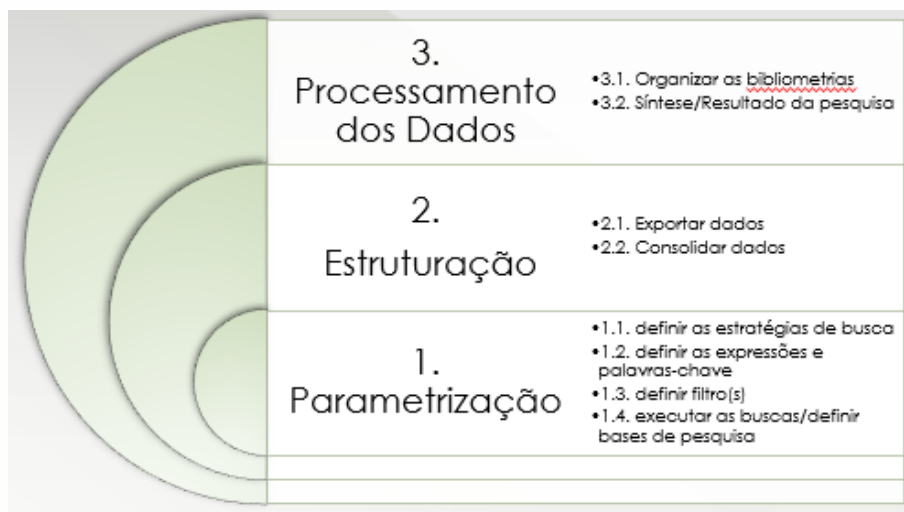 3.
Processamento
dos Dados
•3.1. Organizar as bibliometrias
•3.2. Síntese/Resultado da pesquisa
2.
Estruturação
•2.1. Exportar dados
•2.2. Consolidar dados
1.
Parametrização
•1.1. definir as estratégias de busca
•1.2. definir as expressões e
palavras-chave
•1.3. definir filtro(s)
•1.4. executar as buscas/definir
bases de pesquisa